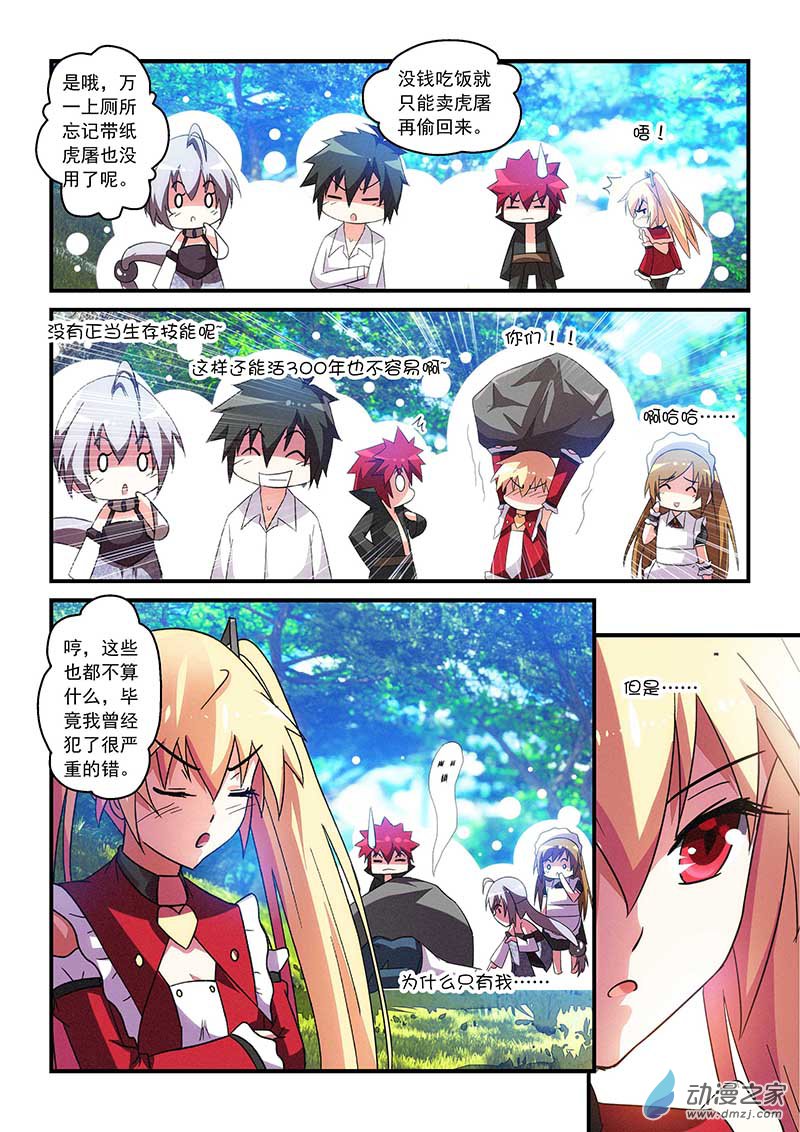 是哦，万
一上厕所
忘记带纸
虎屠也没
用了呢。
没钱吃饭就
只能卖虎屠
再偷回来。
唔！
没有正当生存技能呢~
这样还能活300年也不容易啊~
你们！！
啊哈哈……
哼，这些
也都不算
什么，毕
竟我曾经
犯了很严
重的错。
为什么只有我……
但是……
动漫之家
www.dmzj.com